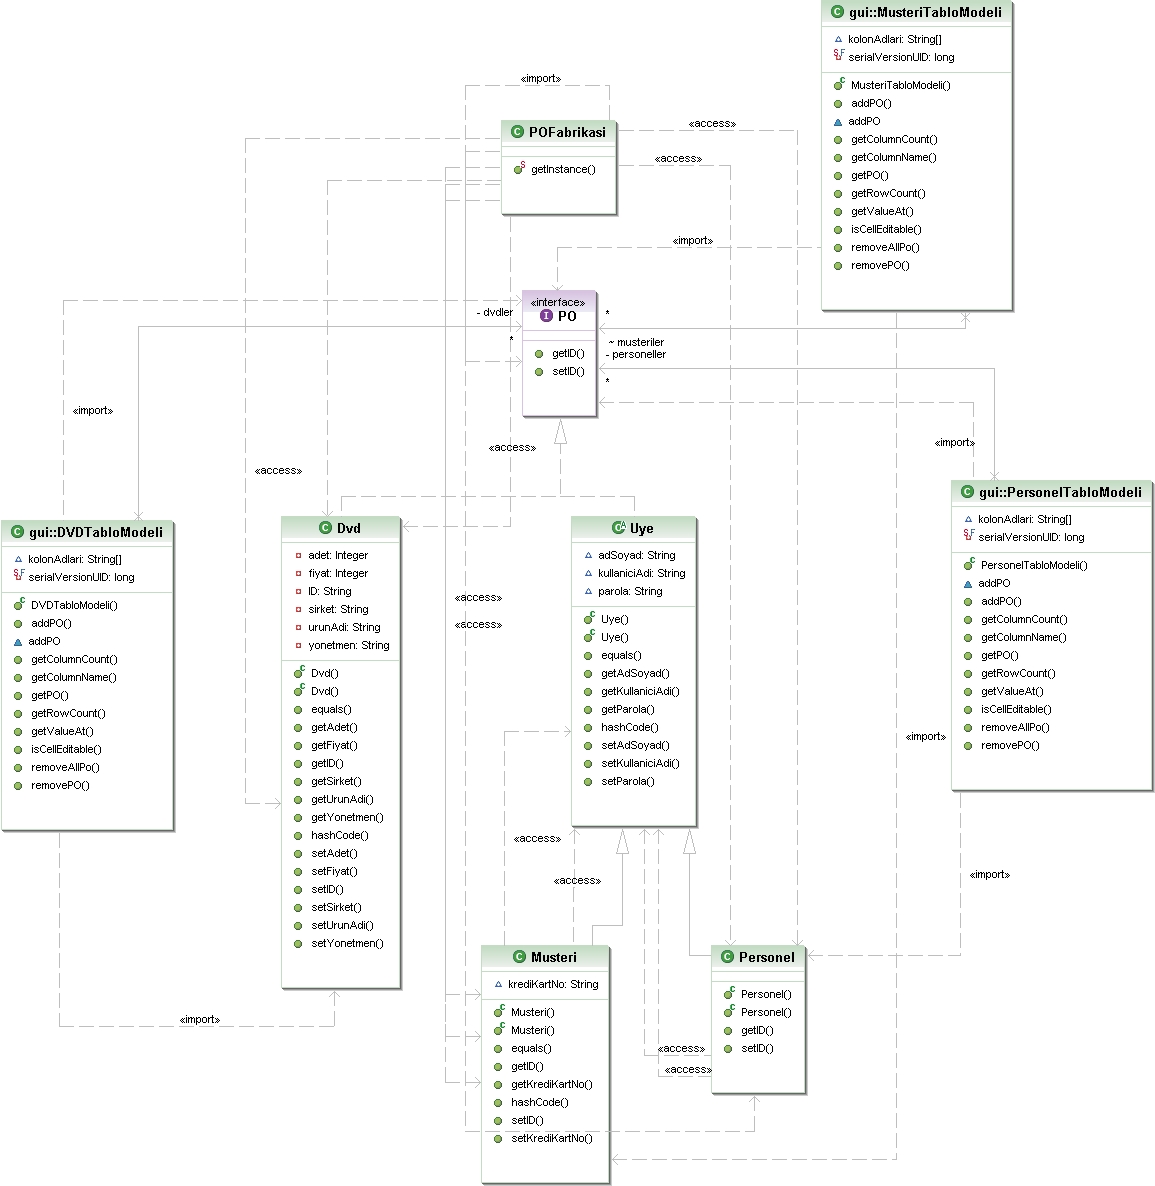 gui::MusteriTabloModeli
kolonAdlari: String[]
serialVersionUID: long
MusteriTabloModeli()
addPO()
addPO
getColumnCount()
getColumnName()
getPO()
getRowCount()
getValueAt()
isCellEditable()
removeAllPo()
removePO()
«import»
POFabrikasi
getInstance()
«access»
«access»
«import»
«interface»
PO
getID()
setID()
- dvdler
*
*
~ musteriler
- personeller
*
«import»
«access»
«access»
«import»
gui::PersonelTabloModeli
kolonAdlari: String[]
serialVersionUID: long
PersonelTabloModeli()
addPO
addPO()
getColumnCount()
getColumnName()
getPO()
getRowCount()
getValueAt()
isCellEditable()
removeAllPo()
removePO()
gui::DVDTabloModeli
kolonAdlari: String[]
serialVersionUID: long
DVDTabloModeli()
addPO()
addPO
getColumnCount()
getColumnName()
getPO()
getRowCount()
getValueAt()
isCellEditable()
removeAllPo()
removePO()
Dvd
adet: Integer
fiyat: Integer
ID: String
sirket: String
urunAdi: String
yonetmen: String
Dvd()
Dvd()
equals()
getAdet()
getFiyat()
getID()
getSirket()
getUrunAdi()
getYonetmen()
hashCode()
setAdet()
setFiyat()
setID()
setSirket()
setUrunAdi()
setYonetmen()
«access»
«access»
Uye
adSoyad: String
kullaniciAdi: String
parola: String
Uye()
Uye()
equals()
getAdSoyad()
getKullaniciAdi()
getParola()
hashCode()
setAdSoyad()
setKullaniciAdi()
setParola()
«import»
«access»
«access»
«import»
Musteri
krediKartNo: String
Musteri()
Musteri()
equals()
getID()
getKrediKartNo()
hashCode()
setID()
setKrediKartNo()
Personel
Personel()
Personel()
getID()
setID()
«access»
«access»
«import»